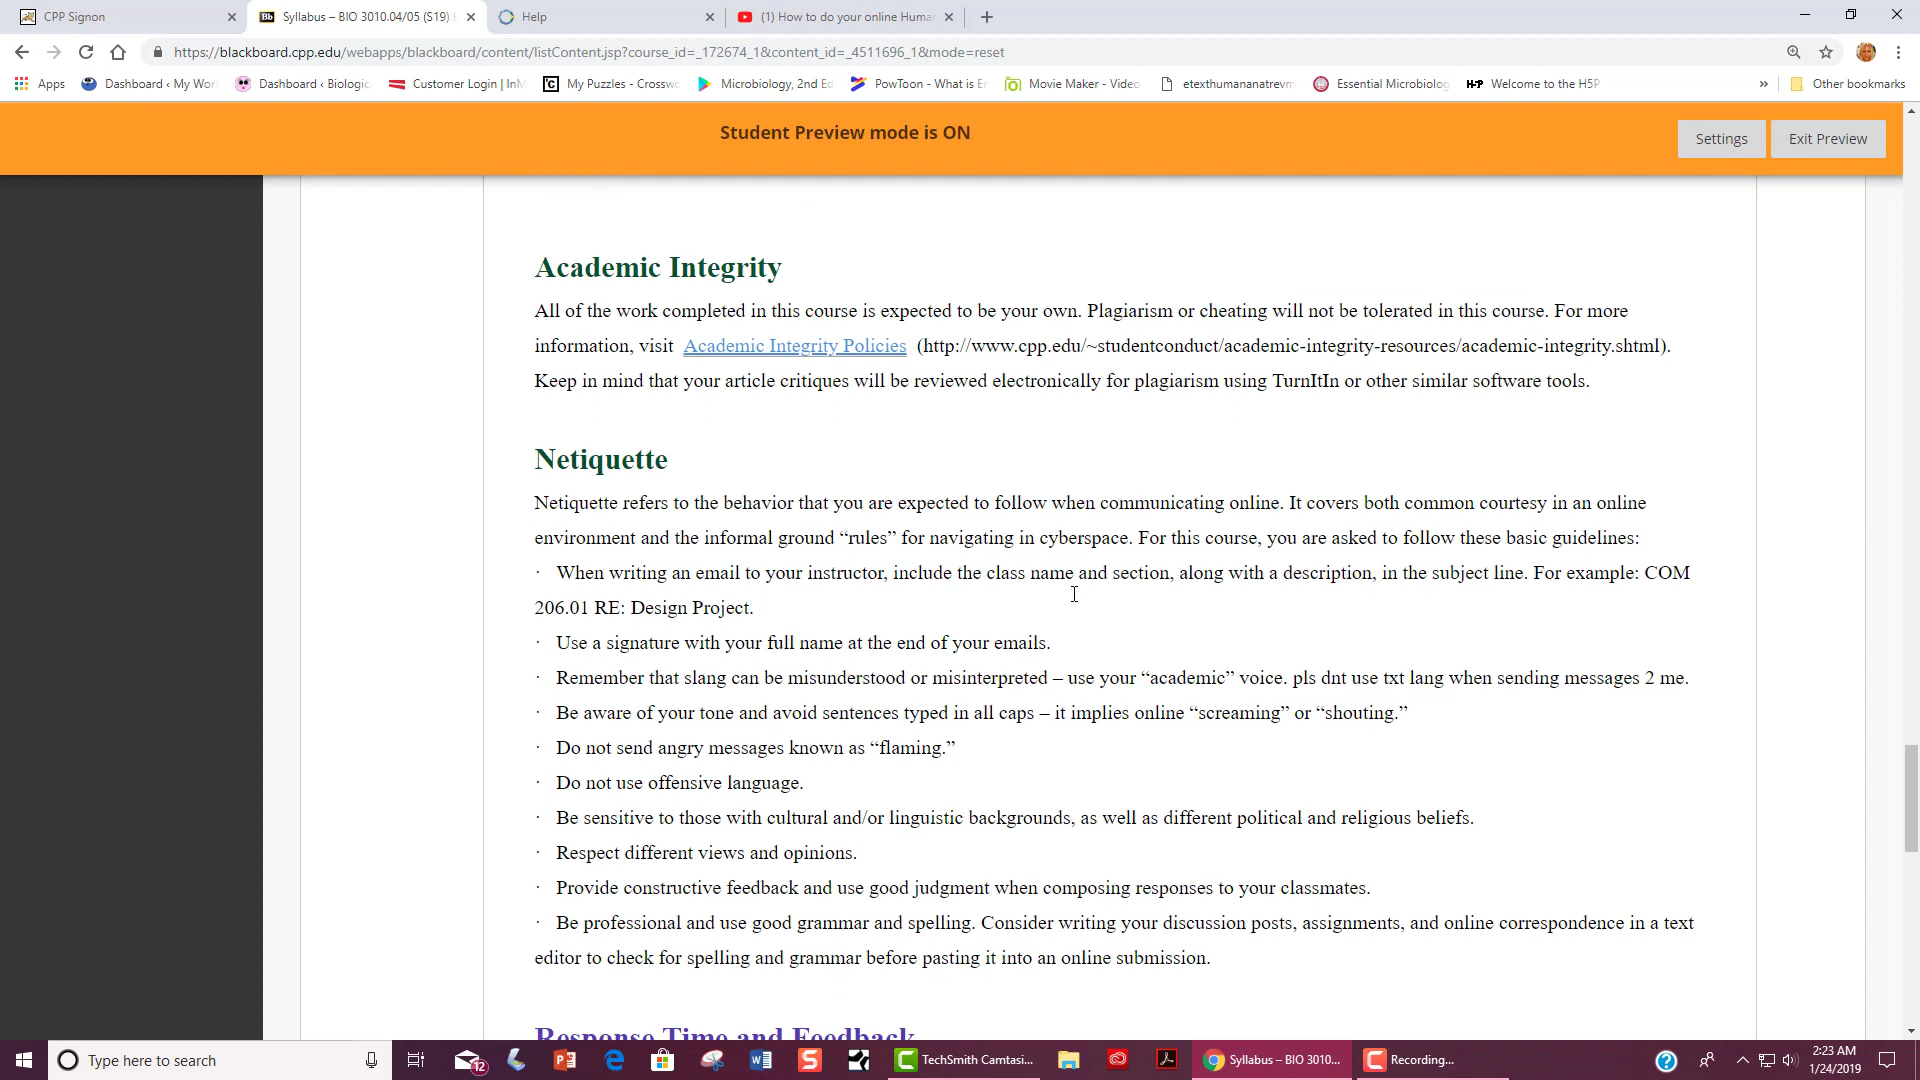 CPP Signon
Syllabus – BIO 3010.04/05 (S19)
Help
(1) How to do your online Huma
https://blackboard.cpp.edu/webapps/blackboard/content/listContent.jsp?course_id=_172674_1&content_id=_4511696_1&mode=reset
Apps
Dashboard ‹ My Wor
Dashboard ‹ Biologic
Customer Login | InM
My Puzzles - Crossw
Microbiology, 2nd Ed
PowToon - What is Er
Movie Maker - Video
etexthumananatrevm
Essential Microbiolog
H-P Welcome to the H5P
» Other bookmarks
Student Preview mode is ON
Settings
Exit Preview
Academic Integrity
All of the work completed in this course is expected to be your own. Plagiarism or cheating will not be tolerated in this course. For more
information, visit Academic Integrity Policies (http://www.cpp.edu/~studentconduct/academic-integrity-resources/academic-integrity.shtml).
Keep in mind that your article critiques will be reviewed electronically for plagiarism using TurnItIn or other similar software tools.
Netiquette
Netiquette refers to the behavior that you are expected to follow when communicating online. It covers both common courtesy in an online
environment and the informal ground “rules” for navigating in cyberspace. For this course, you are asked to follow these basic guidelines:
· When writing an email to your instructor, include the class name and section, along with a description, in the subject line. For example: COM
206.01 RE: Design Project.
· Use a signature with your full name at the end of your emails.
· Remember that slang can be misunderstood or misinterpreted – use your “academic” voice. pls dnt use txt lang when sending messages 2 me.
· Be aware of your tone and avoid sentences typed in all caps – it implies online “screaming” or “shouting.”
· Do not send angry messages known as “flaming.”
· Do not use offensive language.
· Be sensitive to those with cultural and/or linguistic backgrounds, as well as different political and religious beliefs.
· Respect different views and opinions.
· Provide constructive feedback and use good judgment when composing responses to your classmates.
· Be professional and use good grammar and spelling. Consider writing your discussion posts, assignments, and online correspondence in a text
editor to check for spelling and grammar before pasting it into an online submission.
Response Time and Feedback
Type here to search
12
TechSmith Camtasi...
Syllabus – BIO 3010...
Recording...
2:23 AM
1/24/2019